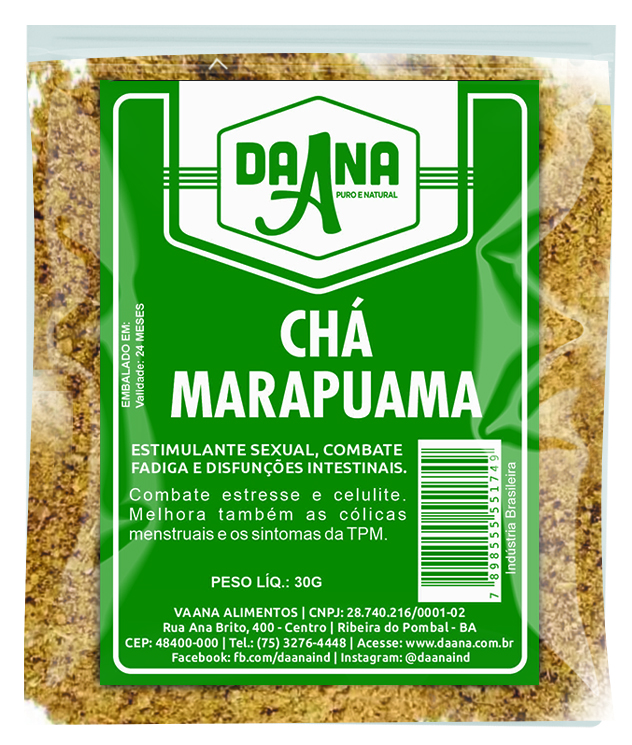 DAANA
PURO E NATURAL
CHÁ
MARAPUAMA
EMBALADO EM:
Validade: 24 MESES
ESTIMULANTE SEXUAL, COMBATE
FADIGA E DISFUNÇÕES INTESTINAIS.
Combate estresse e celulite.
Melhora também as cólicas
menstruais e os sintomas da TPM.
7 898555 551749
Indústria Brasileira
PESO LÍQ.: 30G
VAANA ALIMENTOS | CNPJ: 28.740.216/0001-02
Rua Ana Brito, 400 - Centro | Ribeira do Pombal - BA
CEP: 48400-000 | Tel.: (75) 3276-4448 | Acesse: www.daana.com.br
Facebook: fb.com/daanaind | Instagram: @daanaind